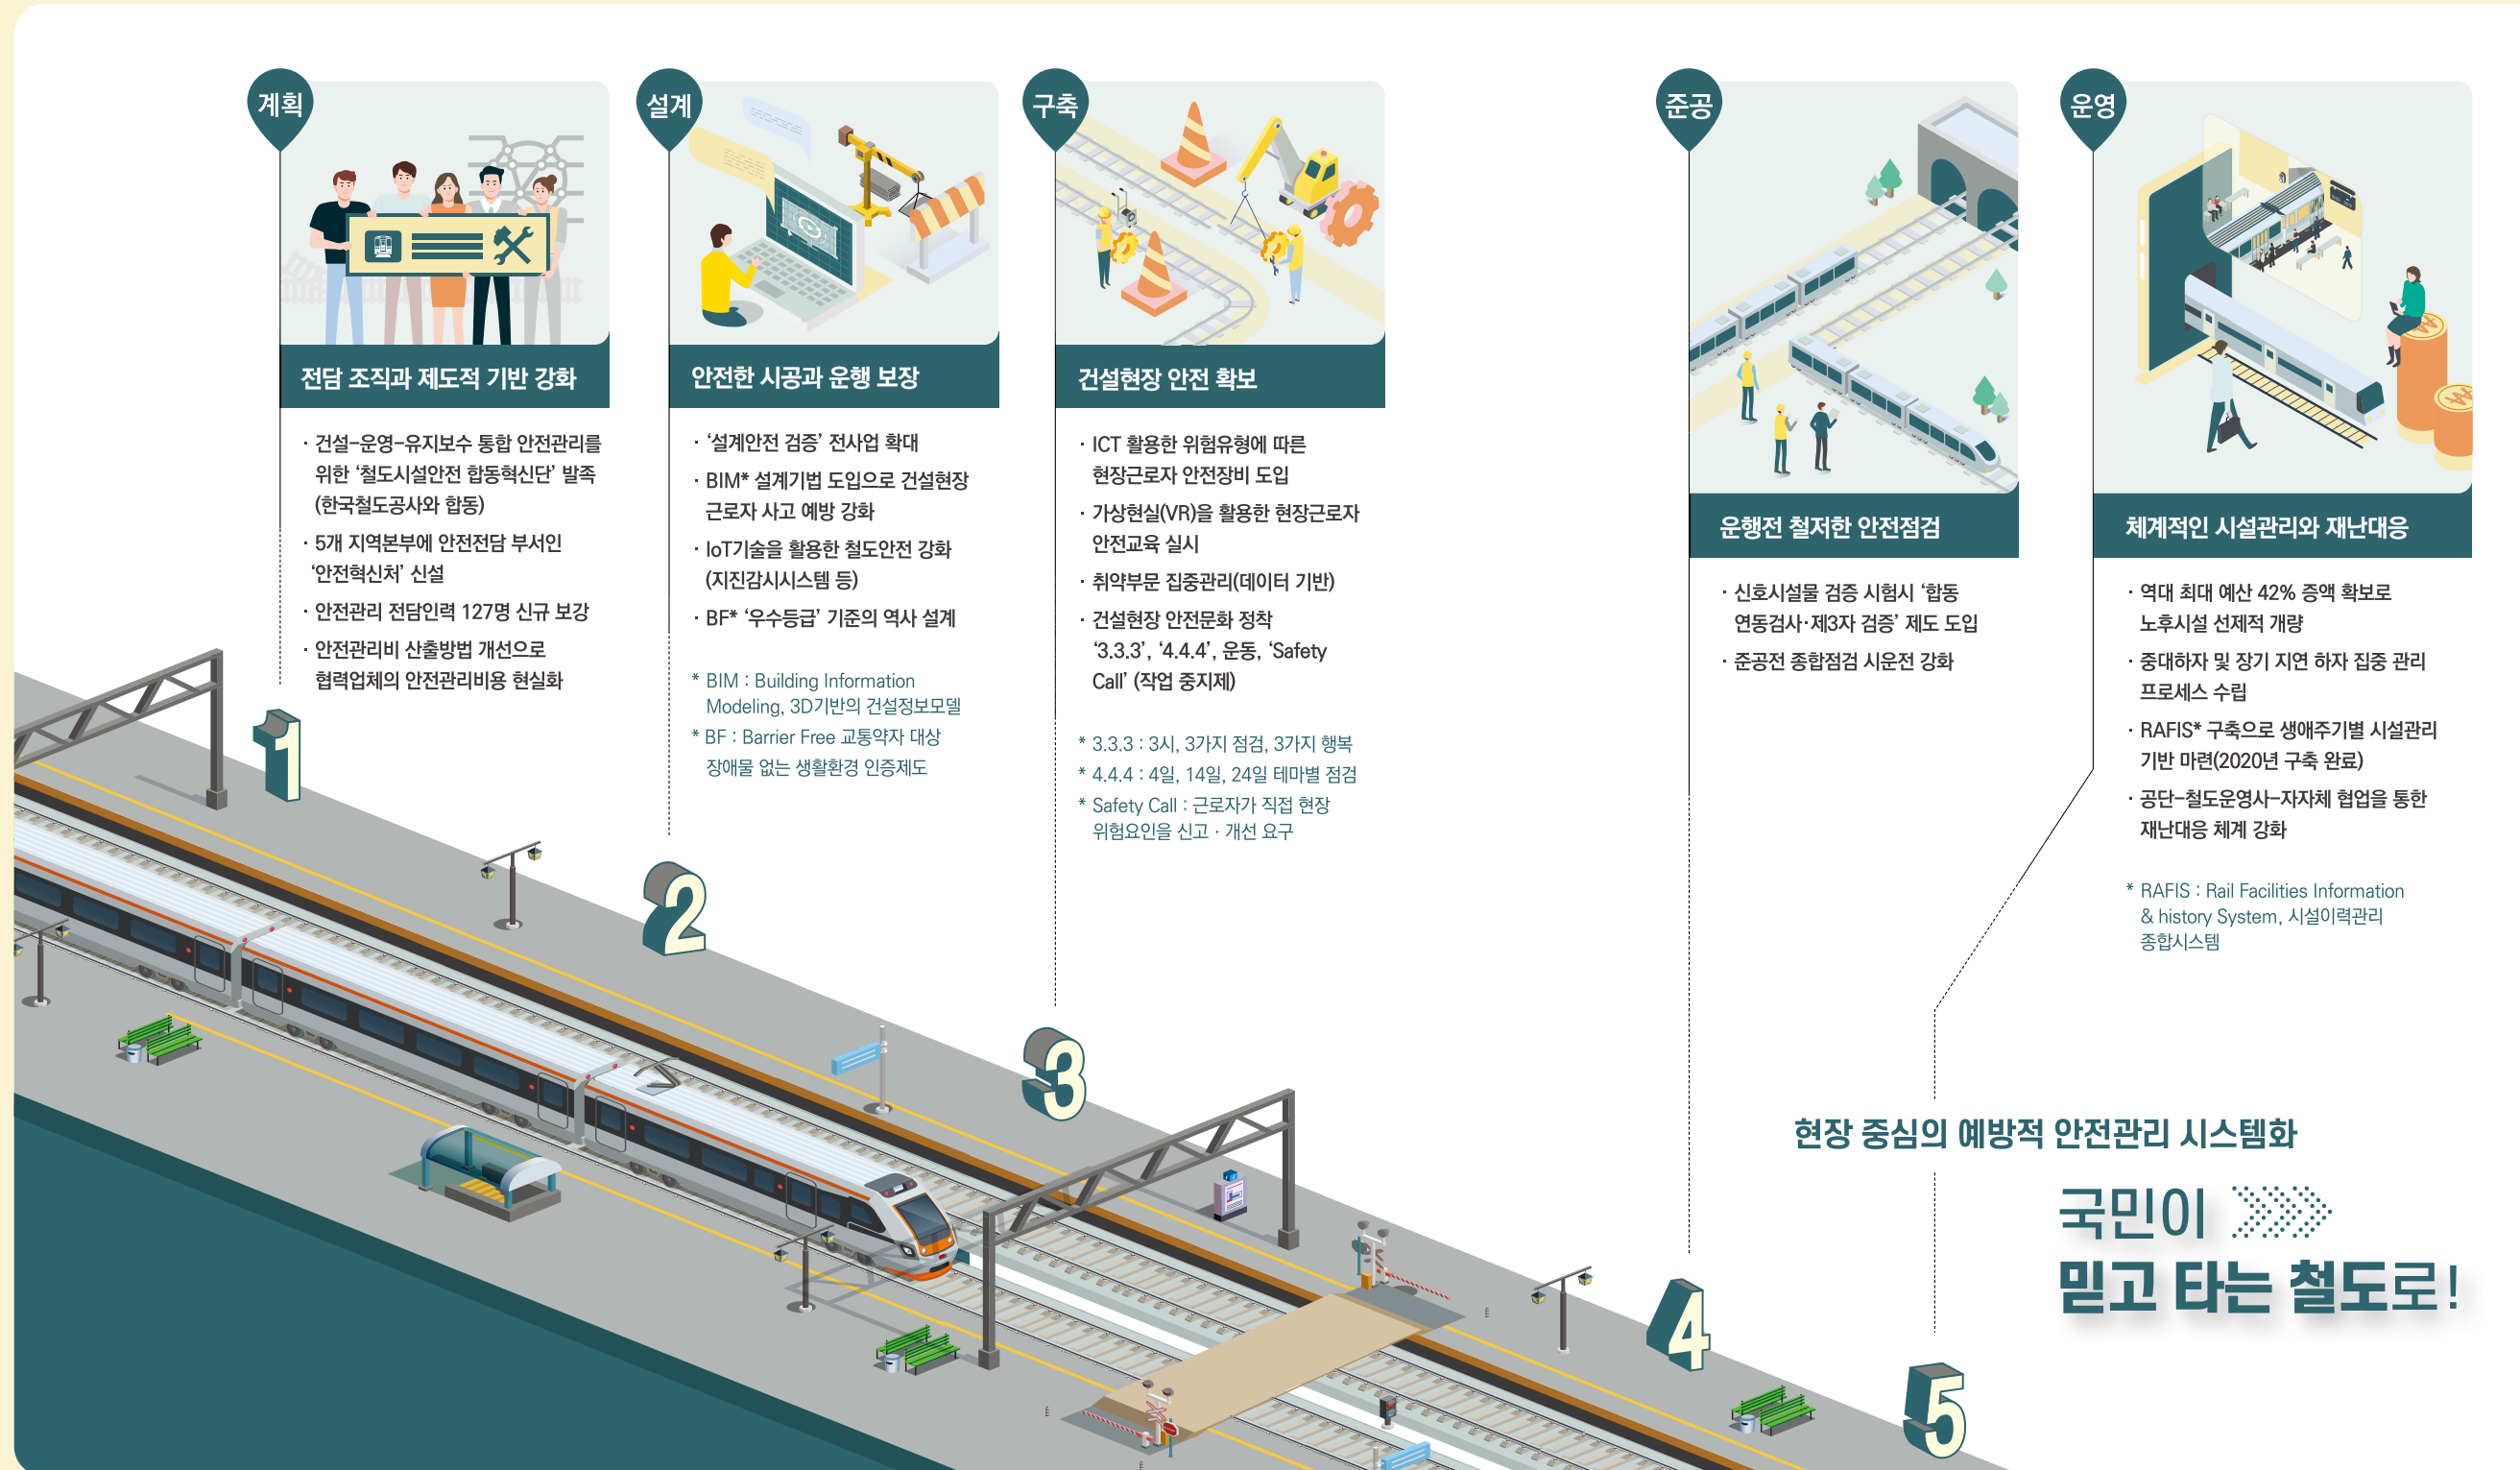 계획
전담 조직과 제도적 기반 강화
· 건설-운영-유지보수 통합 안전관리를
위한 ‘철도시설안전 합동혁신단’ 발족
(한국철도공사와 합동)
· 5개 지역본부에 안전전담 부서인
‘안전혁신처’ 신설
· 안전관리 전담인력 127명 신규 보강
· 안전관리비 산출방법 개선으로
협력업체의 안전관리비용 현실화
1
설계
안전한 시공과 운행 보장
· ‘설계안전 검증’ 전사업 확대
· BIM* 설계기법 도입으로 건설현장
근로자 사고 예방 강화
· IoT기술을 활용한 철도안전 강화
(지진감시시스템 등)
· BF* ‘우수등급’ 기준의 역사 설계
* BIM : Building Information
Modeling, 3D기반의 건설정보모델
* BF : Barrier Free 교통약자 대상
장애물 없는 생활환경 인증제도
2
구축
건설현장 안전 확보
· ICT 활용한 위험유형에 따른
현장근로자 안전장비 도입
· 가상현실(VR)을 활용한 현장근로자
안전교육 실시
· 취약부문 집중관리(데이터 기반)
· 건설현장 안전문화 정착
‘3.3.3’, ‘4.4.4’, 운동, ‘Safety
Call’ (작업 중지제)
* 3.3.3 : 3시, 3가지 점검, 3가지 행복
* 4.4.4 : 4일, 14일, 24일 테마별 점검
* Safety Call : 근로자가 직접 현장
위험요인을 신고 · 개선 요구
3
준공
운행전 철저한 안전점검
· 신호시설물 검증 시험시 ‘합동
연동검사·제3자 검증’ 제도 도입
· 준공전 종합점검 시운전 강화
4
운영
체계적인 시설관리와 재난대응
· 역대 최대 예산 42% 증액 확보로
노후시설 선제적 개량
· 중대하자 및 장기 지연 하자 집중 관리
프로세스 수립
· RAFIS* 구축으로 생애주기별 시설관리
기반 마련(2020년 구축 완료)
· 공단-철도운영사-자자체 협업을 통한
재난대응 체계 강화
* RAFIS : Rail Facilities Information
& history System, 시설이력관리
종합시스템
5
현장 중심의 예방적 안전관리 시스템화
국민이
믿고 타는 철도로!